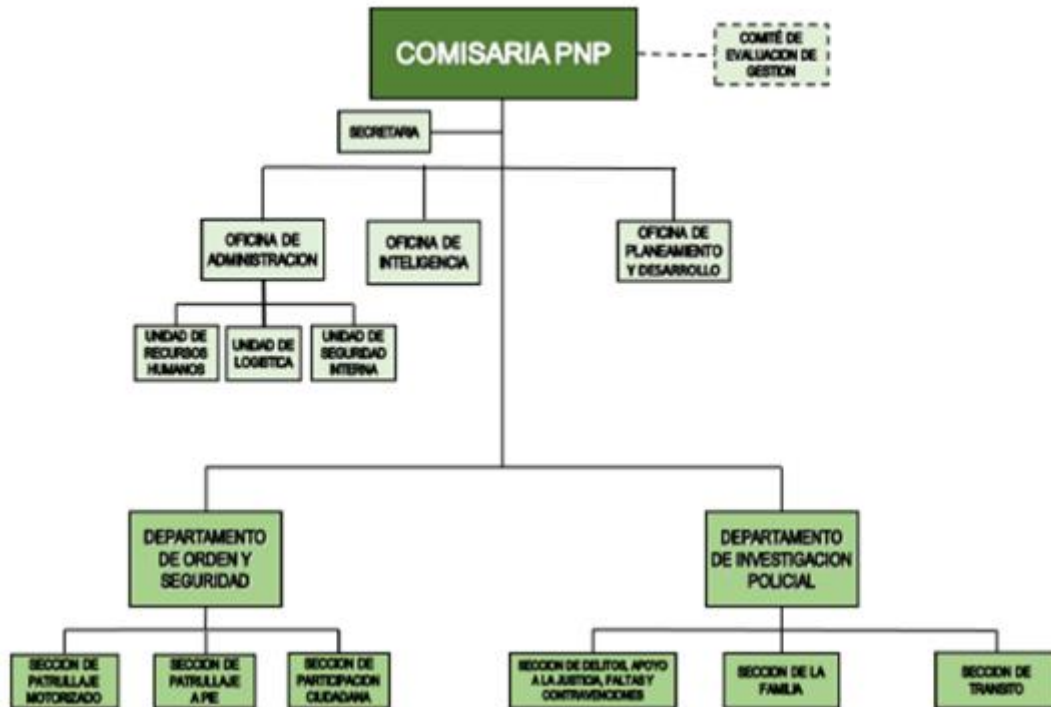 COMISARIA PNP
COMITÉ DE
EVALUACION DE
GESTION
SECRETARIA
OFICINA DE
ADMINISTRACION
OFICINA DE
INTELIGENCIA
OFICINA DE
PLANEAMIENTO
Y DESARROLLO
UNIDAD DE
RECURSOS
HUMANOS
UNIDAD DE
LOGISTICA
UNIDAD DE
SEGURIDAD
INTERNA
DEPARTAMENTO
DE ORDEN Y
SEGURIDAD
DEPARTAMENTO
DE INVESTIGACION
POLICIAL
SECCION DE
PATRULLAJE
MOTORIZADO
SECCION DE
PATRULLAJE
A PIE
SECCION DE
PARTICIPACION
CIUDADANA
SECCION DE DELITOS, APOYO
A LA JUSTICIA, FALTAS Y
CONTRAVENCIONES
SECCION DE LA
FAMILIA
SECCION DE
TRANSITO